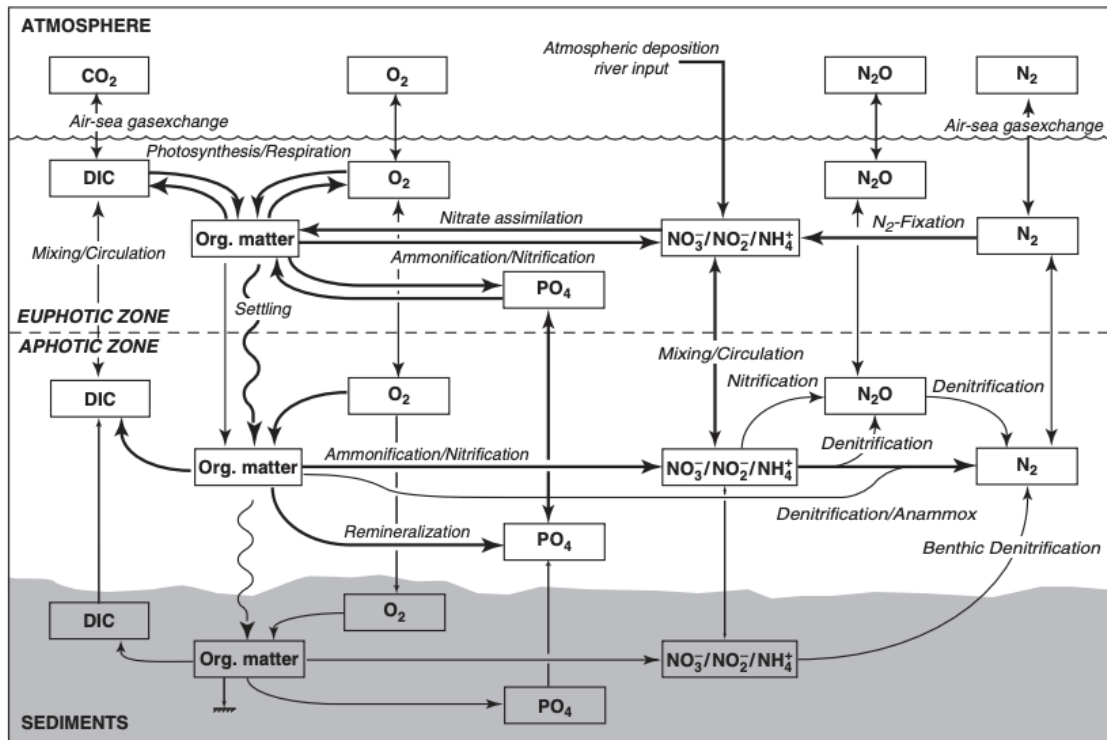 ATMOSPHERE
Atmospheric deposition
river input
CO₂
O₂
N₂O
N₂
Air-sea gasexchange
Air-sea gasexchange
Photosynthesis/Respiration
DIC
O₂
N₂O
Nitrate assimilation
N₂-Fixation
Org. matter
NO₃⁻/NO₂⁻/NH₄⁺
N₂
Mixing/Circulation
Ammonification/Nitrification
PO₄
Settling
EUPHOTIC ZONE
APHOTIC ZONE
Mixing/Circulation
Nitrification
Denitrification
DIC
O₂
N₂O
Denitrification
Ammonification/Nitrification
Org. matter
NO₃⁻/NO₂⁻/NH₄⁺
N₂
Denitrification/Anammox
Remineralization
PO₄
Benthic Denitrification
DIC
O₂
Org. matter
NO₃⁻/NO₂⁻/NH₄⁺
PO₄
SEDIMENTS